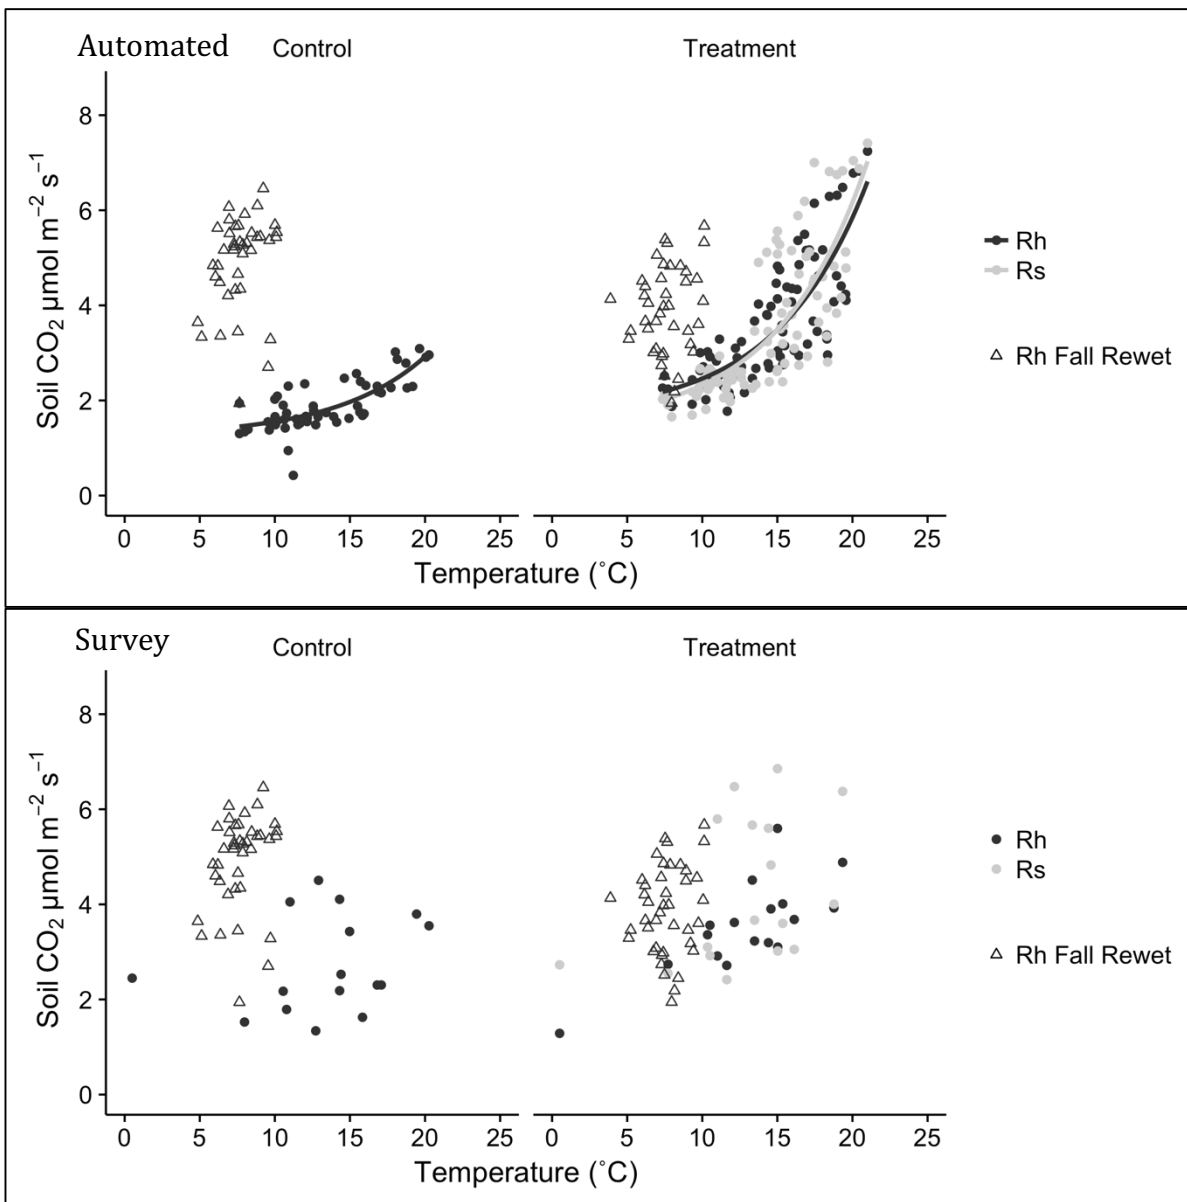 Automated
Control
Treatment
Soil CO₂ µmol m⁻² s⁻¹
8
6
4
2
0
Rh
Rs
Rh Fall Rewet
0 5 10 15 20 25
0 5 10 15 20 25
Temperature (˚C)
Survey
Control
Treatment
Soil CO₂ µmol m⁻² s⁻¹
8
6
4
2
0
Rh
Rs
Rh Fall Rewet
0 5 10 15 20 25
0 5 10 15 20 25
Temperature (˚C)